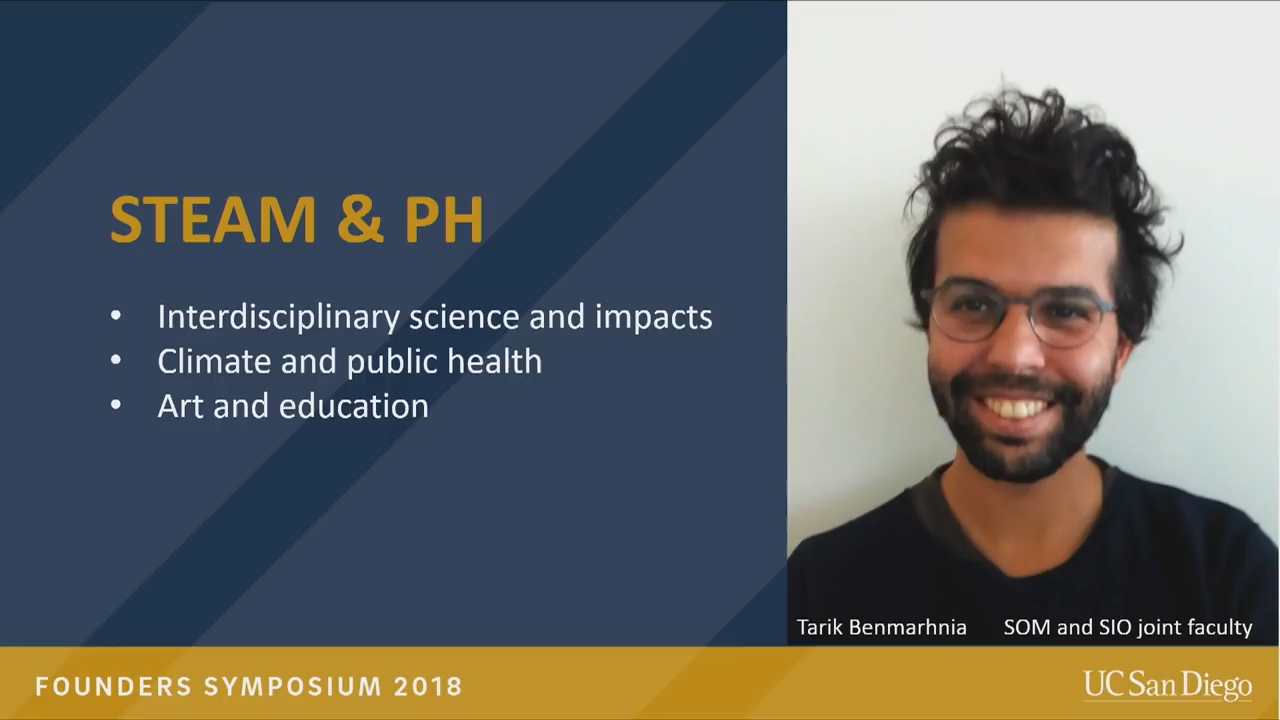 STEAM & PH
• Interdisciplinary science and impacts
• Climate and public health
• Art and education
Tarik Benmarhnia SOM and SIO joint faculty
FOUNDERS SYMPOSIUM 2018
UC San Diego